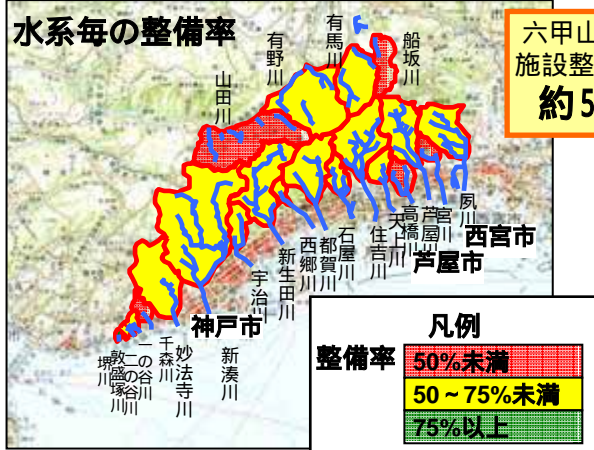 水系毎の整備率
六甲山
施設整
約5
有馬川
船坂川
有野川
山田川
夙川
宮川
芦屋川
高橋川
天上川
住吉川
石屋川
都賀川
西郷川
新生田川
宇治川
西宮市
芦屋市
神戸市
新湊川
妙法寺川
千森川
一の谷川
二の谷川
敦盛塚川
堺川
凡例
整備率
50%未満
50~75%未満
75%以上